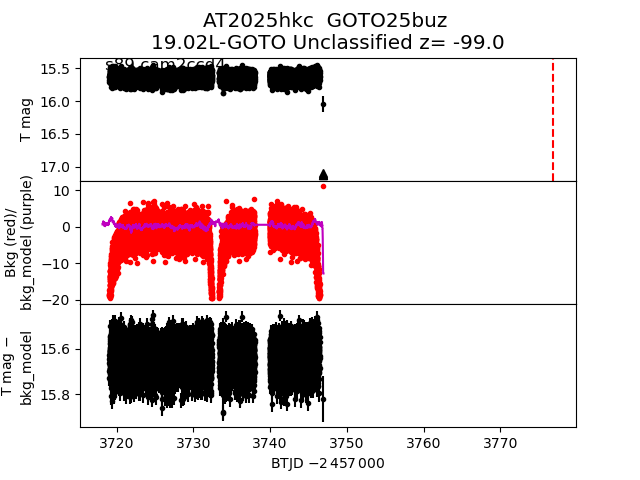 AT2025hkc  GOTO25buz
19.02L-GOTO Unclassified z= -99.0
s89 cam2ccd4
15.5
16.0
16.5
17.0
T mag
10
0
−10
−20
Bkg (red)/
bkg_model (purple)
15.6
15.8
T mag −
bkg_model
3720
3730
3740
3750
3760
3770
BTJD −2 457 000